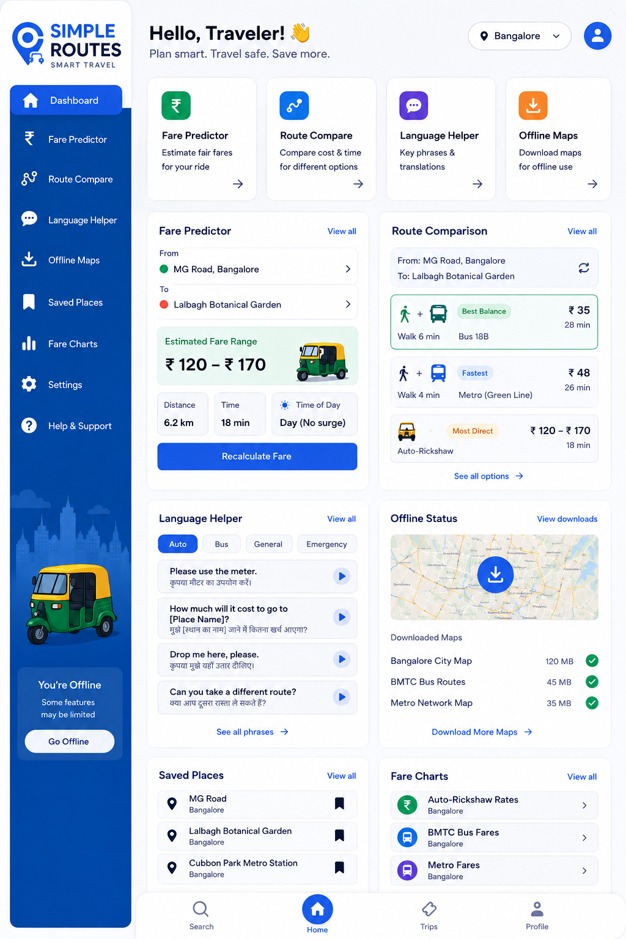 SIMPLE
ROUTES
SMART TRAVEL
Dashboard
Fare Predictor
Route Compare
Language Helper
Offline Maps
Saved Places
Fare Charts
Settings
Help & Support
You're Offline
Some features
may be limited
Go Offline
Hello, Traveler! 👋
Plan smart. Travel safe. Save more.
Bangalore
₹
Fare Predictor
Estimate fair fares
for your ride
Route Compare
Compare cost & time
for different options
Language Helper
Key phrases &
translations
Offline Maps
Download maps
for offline use
Fare Predictor
View all
From
MG Road, Bangalore
To
Lalbagh Botanical Garden
Estimated Fare Range
₹ 120 – ₹ 170
Distance
6.2 km
Time
18 min
Time of Day
Day (No surge)
Recalculate Fare
Route Comparison
View all
From: MG Road, Bangalore
To: Lalbagh Botanical Garden
+
Best Balance
₹ 35
28 min
Walk 6 min
Bus 18B
+
Fastest
₹ 48
26 min
Walk 4 min
Metro (Green Line)
Most Direct
₹ 120 – ₹ 170
18 min
Auto-Rickshaw
See all options →
Language Helper
View all
Auto
Bus
General
Emergency
Please use the meter.
कृपया मीटर का उपयोग करें।
How much will it cost to go to
[Place Name]?
मुझे [स्थान का नाम] जाने में कितना खर्च आएगा?
Drop me here, please.
कृपया मुझे यहाँ उतार दीजिए।
Can you take a different route?
क्या आप दूसरा रास्ता ले सकते हैं?
See all phrases →
Offline Status
View downloads
Downloaded Maps
Bangalore City Map
120 MB
BMTC Bus Routes
45 MB
Metro Network Map
35 MB
Download More Maps →
Saved Places
View all
MG Road
Bangalore
Lalbagh Botanical Garden
Bangalore
Cubbon Park Metro Station
Bangalore
Fare Charts
View all
₹
Auto-Rickshaw Rates
Bangalore
BMTC Bus Fares
Bangalore
Metro Fares
Bangalore
Search
Home
Trips
Profile